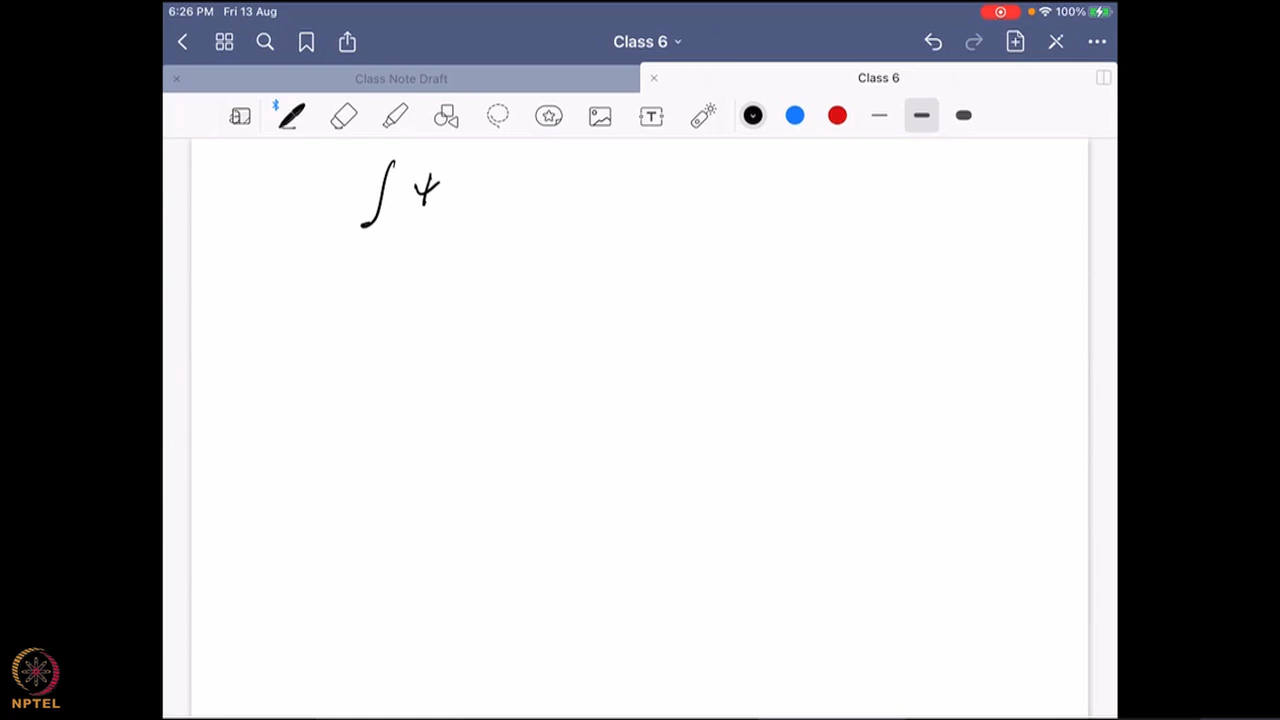 6:26 PM Fri 13 Aug 100%
Class 6
Class Note Draft Class 6
T
∫ ψ
NPTEL